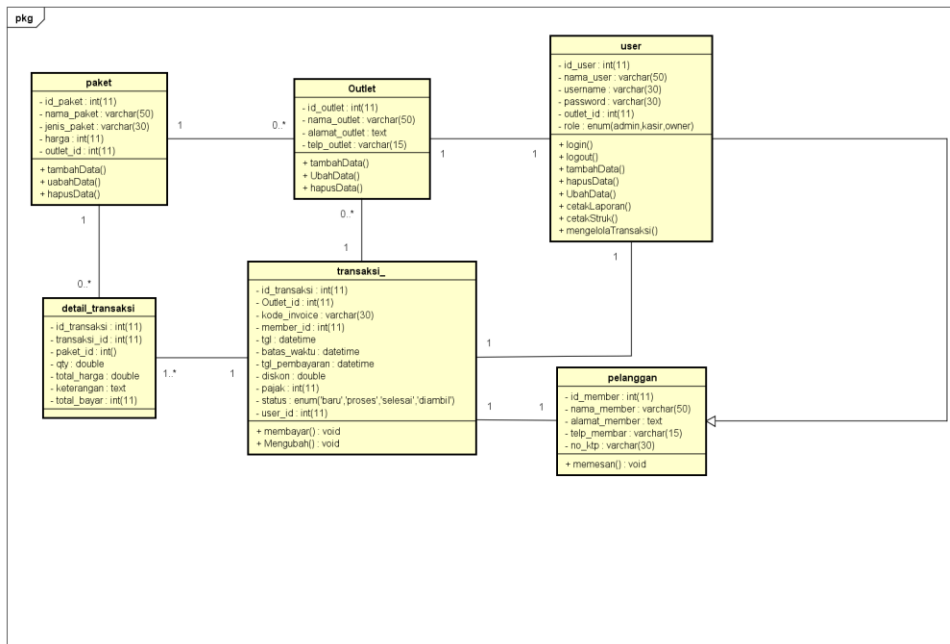 pkg
paket
- id_paket : int(11)
- nama_paket : varchar(50)
- jenis_paket : varchar(30)
- harga : int(11)
- outlet_id : int(11)
+ tambahData()
+ uabahData()
+ hapusData()
1
0..*
Outlet
- id_outlet : int(11)
- nama_outlet : varchar(50)
- alamat_outlet : text
- telp_outlet : varchar(15)
+ tambahData()
+ UbahData()
+ hapusData()
1
1
user
- id_user : int(11)
- nama_user : varchar(50)
- username : varchar(30)
- password : varchar(30)
- outlet_id : int(11)
- role : enum(admin,kasir,owner)
+ login()
+ logout()
+ tambahData()
+ hapusData()
+ UbahData()
+ cetakLaporan()
+ cetakStruk()
+ mengelolaTransaksi()
1
0..*
0..*
1
1
1
detail_transaksi
- id_transaksi : int(11)
- transaksi_id : int(11)
- paket_id : int()
- qty : double
- total_harga : double
- keterangan : text
- total_bayar : int(11)
1..*
1
transaksi_
- id_transaksi : int(11)
- Outlet_id : int(11)
- kode_invoice : varchar(30)
- member_id : int(11)
- tgl : datetime
- batas_waktu : datetime
- tgl_pembayaran : datetime
- diskon : double
- pajak : int(11)
- status : enum('baru','proses','selesai','diambil')
- user_id : int(11)
+ membayar() : void
+ Mengubah() : void
1
1
pelanggan
- id_member : int(11)
- nama_member : varchar(50)
- alamat_member : text
- telp_membar : varchar(15)
- no_ktp : varchar(30)
+ memesan() : void